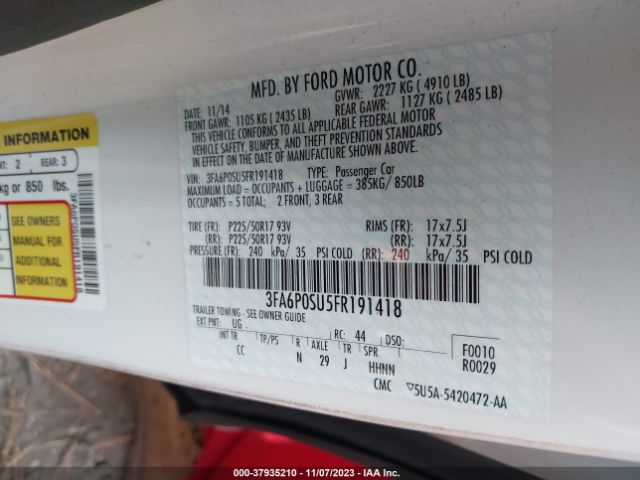 MFD. BY FORD MOTOR CO.
DATE: 11/14 GVWR: 2227 KG ( 4910 LB)
FRONT GAWR: 1105 KG ( 2435 LB) REAR GAWR: 1127 KG ( 2485 LB)
THIS VEHICLE CONFORMS TO ALL APPLICABLE FEDERAL MOTOR
VEHICLE SAFETY, BUMPER, AND THEFT PREVENTION STANDARDS
IN EFFECT ON THE DATE OF MANUFACTURE SHOWN ABOVE.
VIN: 3FA6P0SU5FR191418 TYPE: Passenger Car
MAXIMUM LOAD = OCCUPANTS + LUGGAGE = 385KG/ 850LB
OCCUPANTS = 5 TOTAL; 2 FRONT, 3 REAR
TIRE (FR): P225/50R17 93V RIMS (FR): 17x7.5J
(RR): P225/50R17 93V (RR): 17x7.5J
PRESSURE (FR): 240 kPa/ 35 PSI COLD (RR): 240 kPa/ 35 PSI COLD
3FA6P0SU5FR191418
TRAILER TOWING - SEE OWNER GUIDE
EXT PNT: UG RC: 44 DSO: F0010
INT TR TP/PS R AXLE TR SPR R0029
CC N 29 J HHNN
CMC 5U5A-5420472-AA
INFORMATION
NT: 2 REAR: 3
kg or 850 lbs.
SEE OWNERS
MANUAL FOR
ADDITIONAL
INFORMATION
3FA6P0SU5FR191418
000-37935210 - 11/07/2023 - IAA Inc.